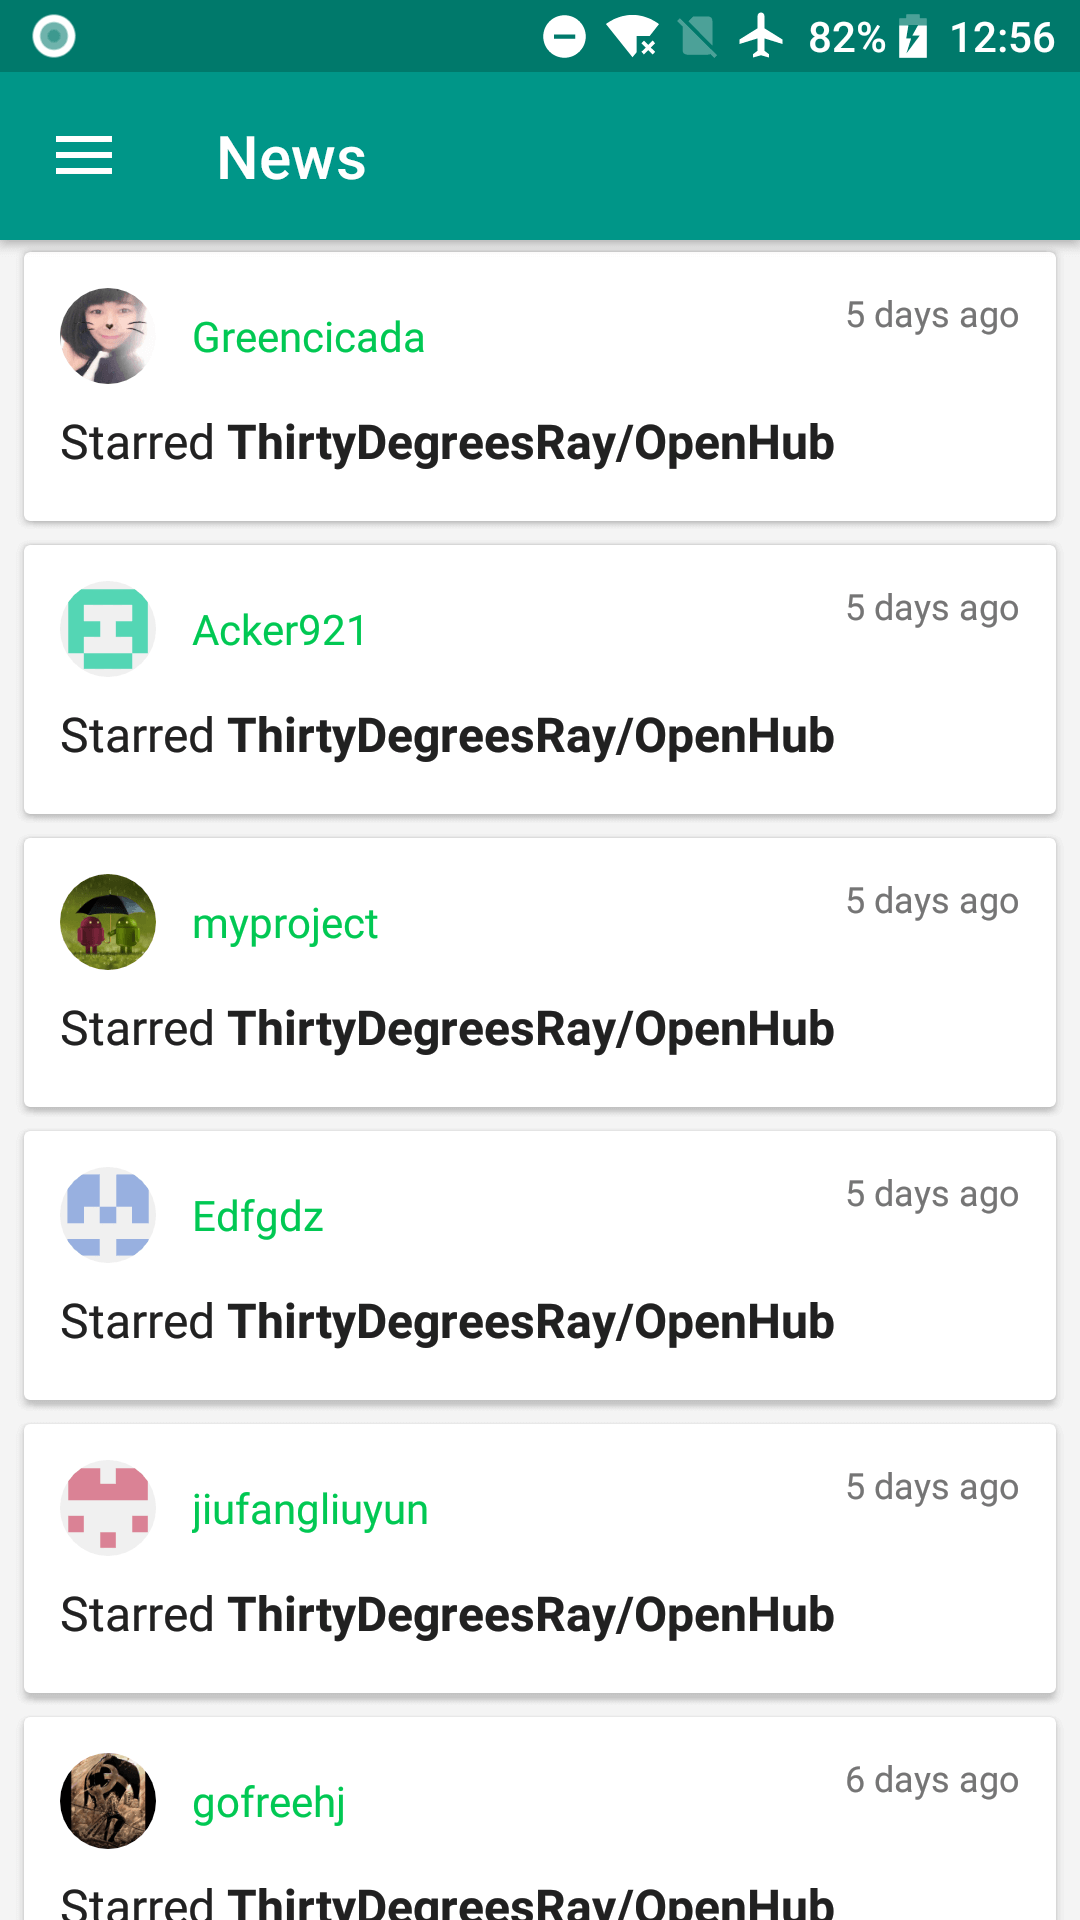 82% 12:56
News
Greencicada
5 days ago
Starred ThirtyDegreesRay/OpenHub
Acker921
5 days ago
Starred ThirtyDegreesRay/OpenHub
myproject
5 days ago
Starred ThirtyDegreesRay/OpenHub
Edfgdz
5 days ago
Starred ThirtyDegreesRay/OpenHub
jiufangliuyun
5 days ago
Starred ThirtyDegreesRay/OpenHub
gofreehj
6 days ago
Starred ThirtyDegreesRay/OpenHub